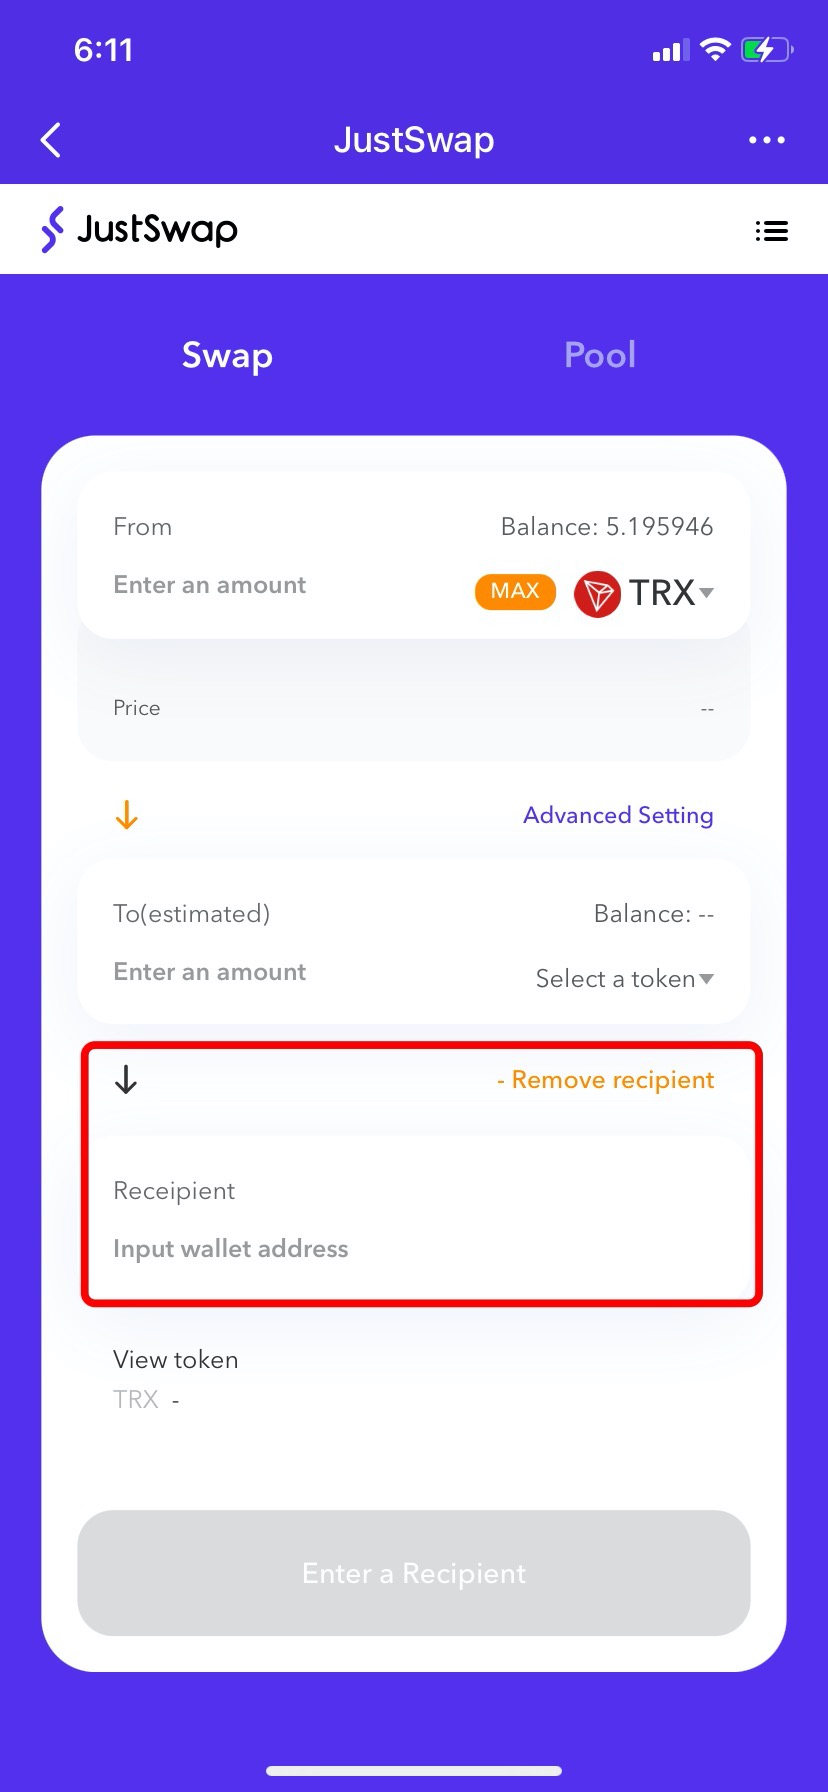 6:11
JustSwap
JustSwap
Swap Pool
From Balance: 5.195946
Enter an amount MAX TRX
Price --
Advanced Setting
To(estimated) Balance: --
Enter an amount Select a token
- Remove recipient
Receipient
Input wallet address
View token
TRX -
Enter a Recipient